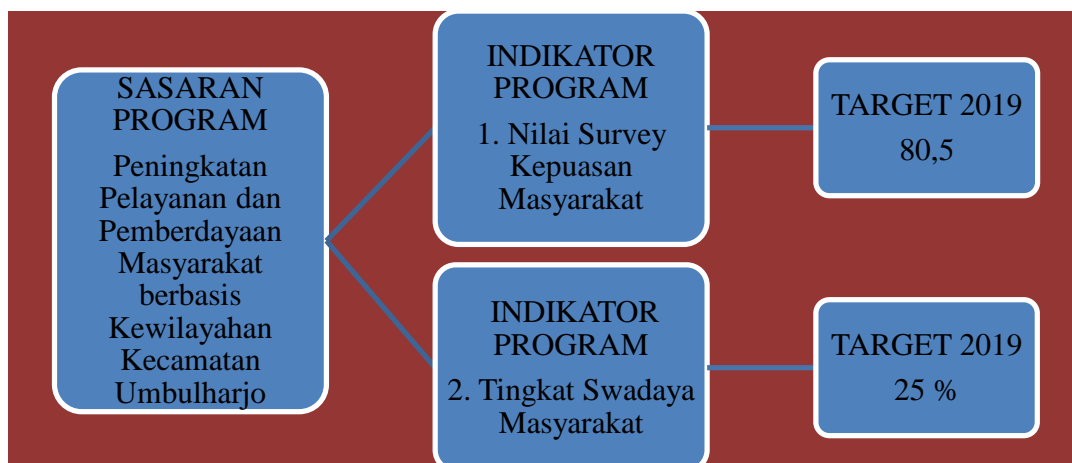 SASARAN
PROGRAM
Peningkatan
Pelayanan dan
Pemberdayaan
Masyarakat
berbasis
Kewilayahan
Kecamatan
Umbulharjo
INDIKATOR
PROGRAM
1. Nilai Survey
Kepuasan
Masyarakat
TARGET 2019
80,5
INDIKATOR
PROGRAM
2. Tingkat Swadaya
Masyarakat
TARGET 2019
25 %